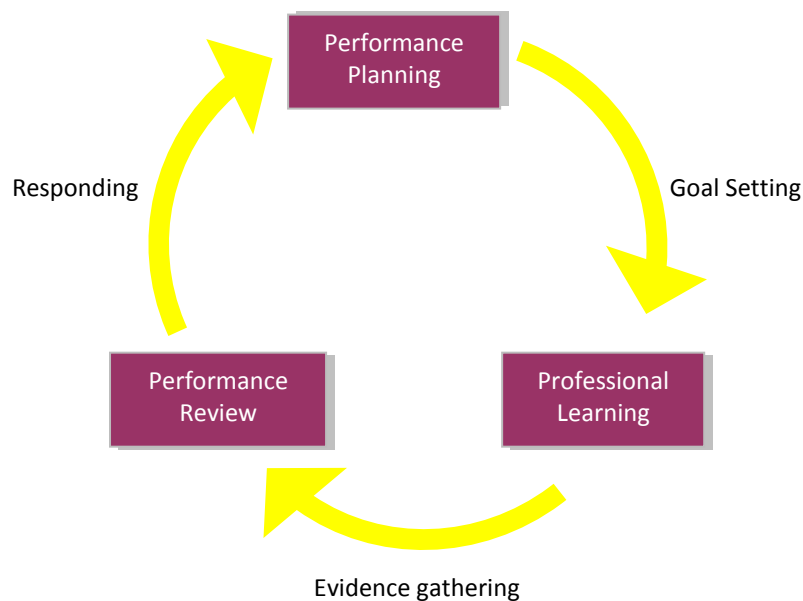 Performance
Planning
Responding
Goal Setting
Performance
Review
Professional
Learning
Evidence gathering